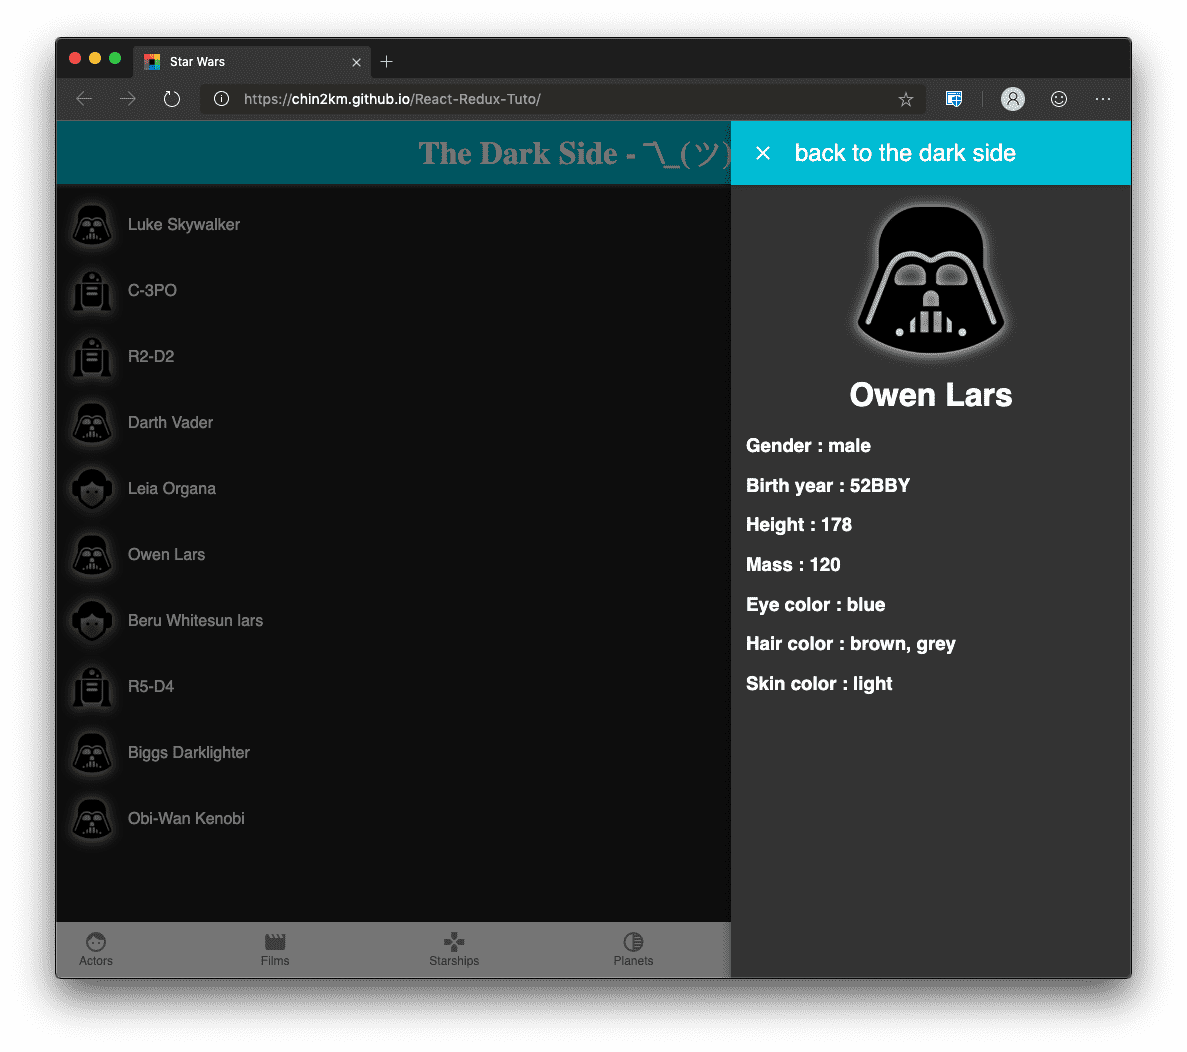 Star Wars
https://chin2km.github.io/React-Redux-Tuto/
The Dark Side - ¯\_(ツ)
back to the dark side
Luke Skywalker
C-3PO
R2-D2
Darth Vader
Leia Organa
Owen Lars
Beru Whitesun lars
R5-D4
Biggs Darklighter
Obi-Wan Kenobi
Owen Lars
Gender : male
Birth year : 52BBY
Height : 178
Mass : 120
Eye color : blue
Hair color : brown, grey
Skin color : light
Actors
Films
Starships
Planets